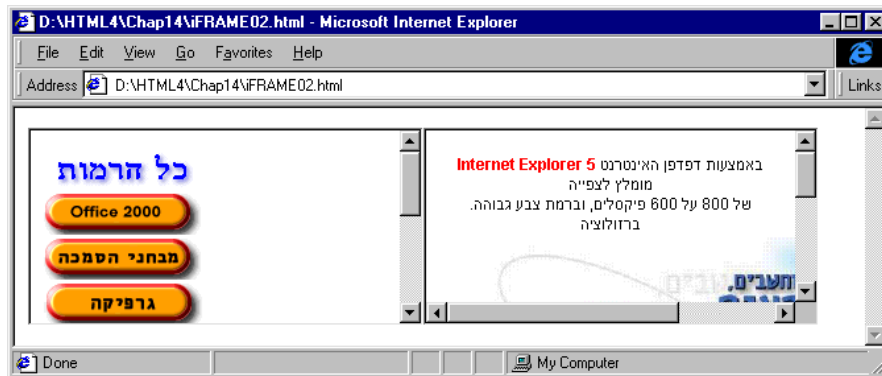 D:\HTML4\Chap14\iFRAME02.html - Microsoft Internet Explorer
File Edit View Go Favorites Help
Address D:\HTML4\Chap14\iFRAME02.html Links
כל הרמות
Office 2000
מבחני הסמכה
גרפיקה
באמצעות דפדפן האינטרנט Internet Explorer 5
מומלץ לצפייה
של 800 על 600 פיקסלים, וברמת צבע גבוהה.
ברזולוציה
Done My Computer